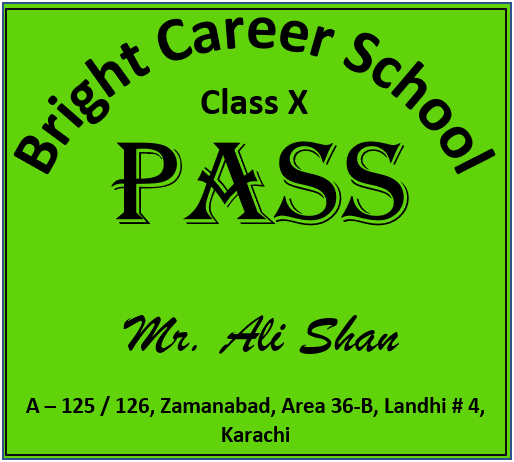 Bright Career School
Class X
PASS
Mr. Ali Shan
A – 125 / 126, Zamanabad, Area 36-B, Landhi # 4,
Karachi